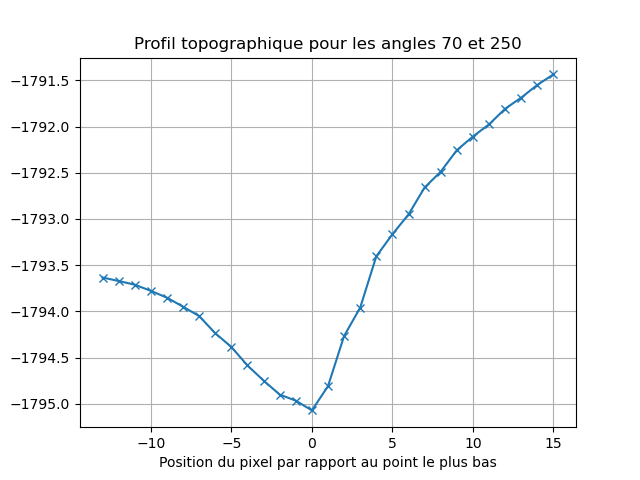 Profil topographique pour les angles 70 et 250
−1791.5
−1792.0
−1792.5
−1793.0
−1793.5
−1794.0
−1794.5
−1795.0
−10 −5 0 5 10 15
Position du pixel par rapport au point le plus bas